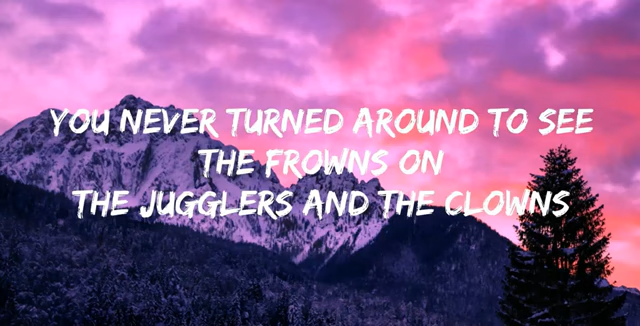 YOU NEVER TURNED AROUND TO SEE
THE FROWNS ON
THE JUGGLERS AND THE CLOWNS